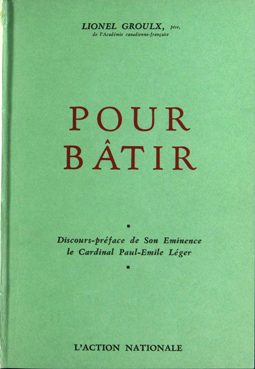 LIONEL GROULX, ptre,
de l'Académie canadienne-française
POUR
BÂTIR
Discours-préface de Son Eminence
le Cardinal Paul-Emile Léger
L'ACTION NATIONALE